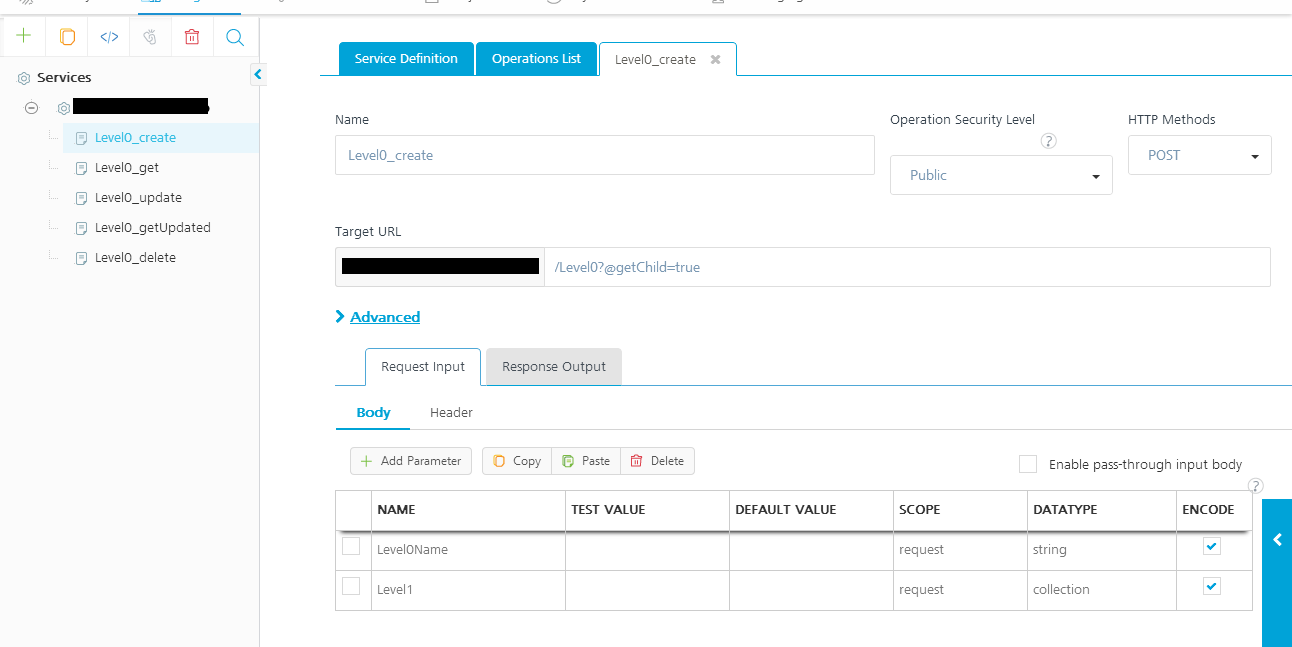 Services
Level0_create
Level0_get
Level0_update
Level0_getUpdated
Level0_delete
Service Definition
Operations List
Level0_create
Name
Operation Security Level
?
HTTP Methods
Level0_create
Public
POST
Target URL
/Level0?@getChild=true
Advanced
Request Input
Response Output
Body
Header
Add Parameter
Copy
Paste
Delete
Enable pass-through input body
?
NAME TEST VALUE DEFAULT VALUE SCOPE DATATYPE ENCODE
Level0Name request string
Level1 request collection